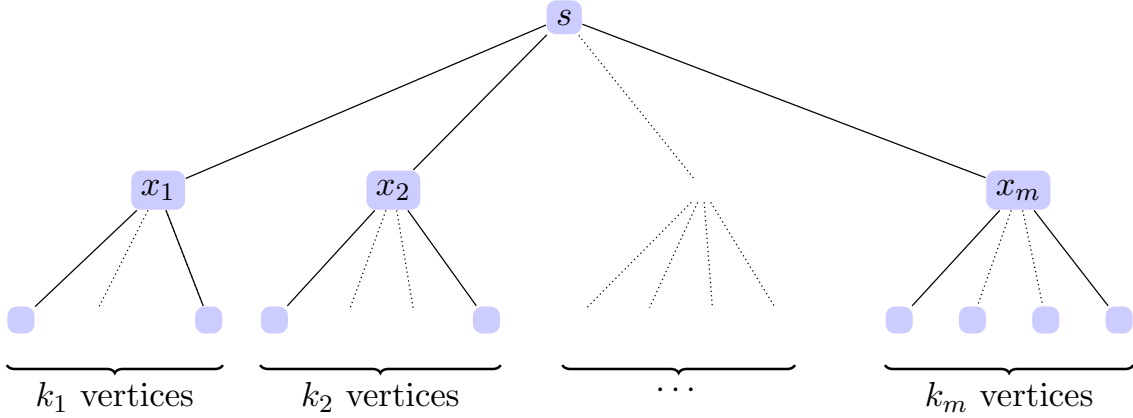 s
x₁ x₂ xₘ
k₁ vertices k₂ vertices ⋯ kₘ vertices